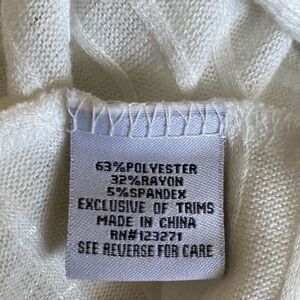 63%POLYESTER
32%RAYON
5%SPANDEX
EXCLUSIVE OF TRIMS
MADE IN CHINA
RN#123271
SEE REVERSE FOR CARE